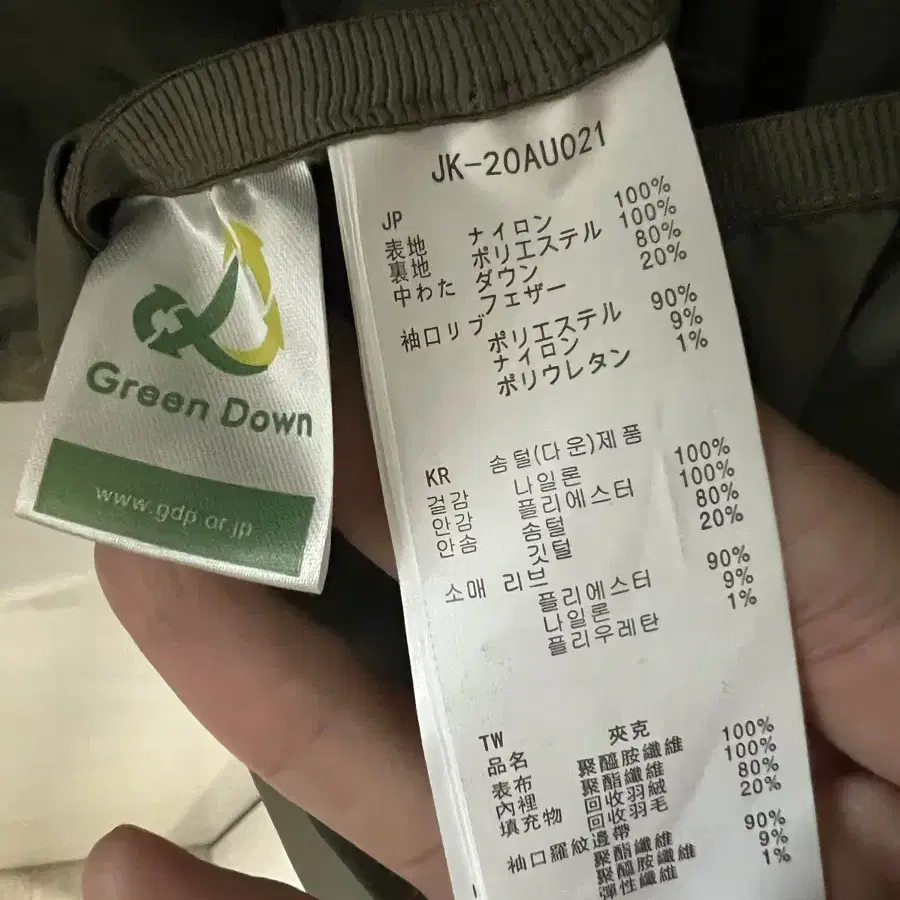 Green Down
www.gdp.or.jp
JK-20AU021
JP
表地 ナイロン 100%
裏地 ポリエステル 100%
中わた ダウン 80%
フェザー 20%
袖口リブ ポリエステル 90%
ナイロン 9%
ポリウレタン 1%
KR 솜털(다운)제품
겉감 나일론 100%
안감 폴리에스터 100%
안솜 솜털 80%
깃털 20%
소매 리브 폴리에스터 90%
나일론 9%
폴리우레탄 1%
TW
品名 夾克
表布 聚醯胺纖維 100%
內裡 聚酯纖維 100%
填充物 回收羽絨 80%
回收羽毛 20%
袖口羅紋邊帶 聚酯纖維 90%
聚醯胺纖維 9%
彈性纖維 1%